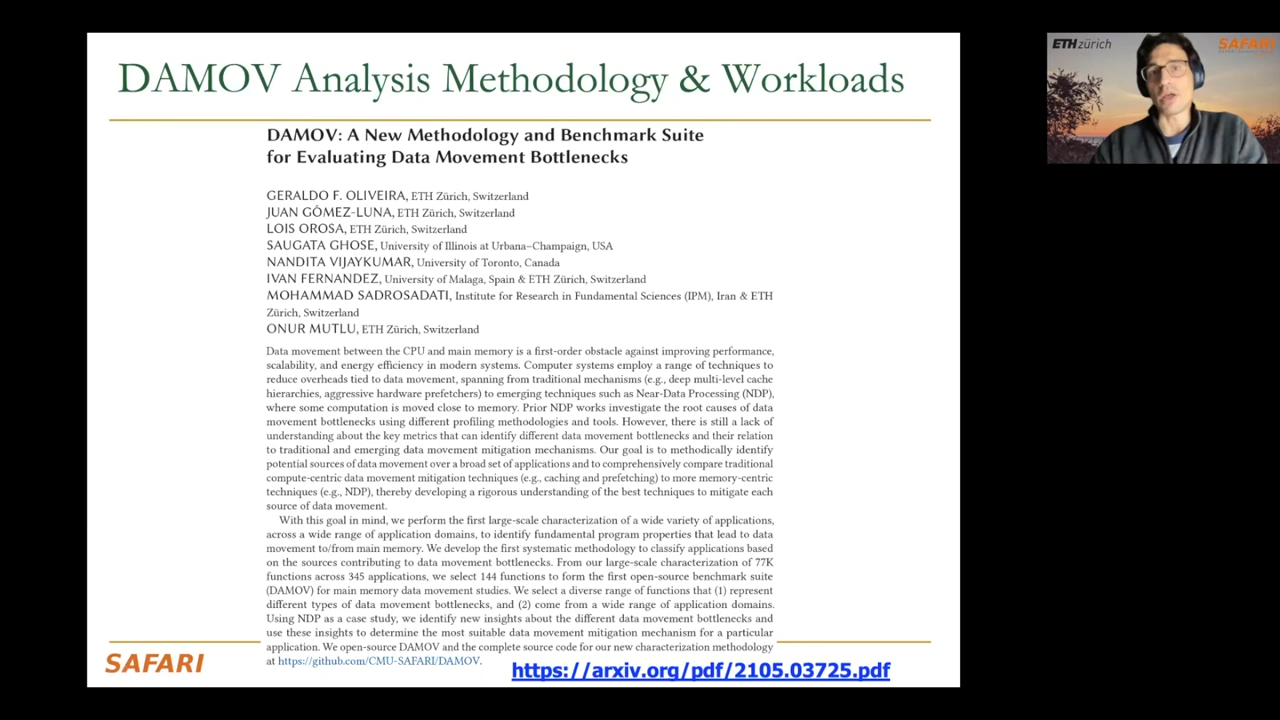 DAMOV Analysis Methodology & Workloads
DAMOV: A New Methodology and Benchmark Suite
for Evaluating Data Movement Bottlenecks
GERALDO F. OLIVEIRA, ETH Zürich, Switzerland
JUAN GÓMEZ-LUNA, ETH Zürich, Switzerland
LOIS OROSA, ETH Zürich, Switzerland
SAUGATA GHOSE, University of Illinois at Urbana–Champaign, USA
NANDITA VIJAYKUMAR, University of Toronto, Canada
IVAN FERNANDEZ, University of Malaga, Spain & ETH Zürich, Switzerland
MOHAMMAD SADROSADATI, Institute for Research in Fundamental Sciences (IPM), Iran & ETH
Zürich, Switzerland
ONUR MUTLU, ETH Zürich, Switzerland
Data movement between the CPU and main memory is a first-order obstacle against improving performance,
scalability, and energy efficiency in modern systems. Computer systems employ a range of techniques to
reduce overheads tied to data movement, spanning from traditional mechanisms (e.g., deep multi-level cache
hierarchies, aggressive hardware prefetchers) to emerging techniques such as Near-Data Processing (NDP),
where some computation is moved close to memory. Prior NDP works investigate the root causes of data
movement bottlenecks using different profiling methodologies and tools. However, there is still a lack of
understanding about the key metrics that can identify different data movement bottlenecks and their relation
to traditional and emerging data movement mitigation mechanisms. Our goal is to methodically identify
potential sources of data movement over a broad set of applications and to comprehensively compare traditional
compute-centric data movement mitigation techniques (e.g., caching and prefetching) to more memory-centric
techniques (e.g., NDP), thereby developing a rigorous understanding of the best techniques to mitigate each
source of data movement.
With this goal in mind, we perform the first large-scale characterization of a wide variety of applications,
across a wide range of application domains, to identify fundamental program properties that lead to data
movement to/from main memory. We develop the first systematic methodology to classify applications based
on the sources contributing to data movement bottlenecks. From our large-scale characterization of 77K
functions across 345 applications, we select 144 functions to form the first open-source benchmark suite
(DAMOV) for main memory data movement studies. We select a diverse range of functions that (1) represent
different types of data movement bottlenecks, and (2) come from a wide range of application domains.
Using NDP as a case study, we identify new insights about the different data movement bottlenecks and
use these insights to determine the most suitable data movement mitigation mechanism for a particular
application. We open-source DAMOV and the complete source code for our new characterization methodology
at https://github.com/CMU-SAFARI/DAMOV.
SAFARI
https://arxiv.org/pdf/2105.03725.pdf
ETH zürich
SAFARI